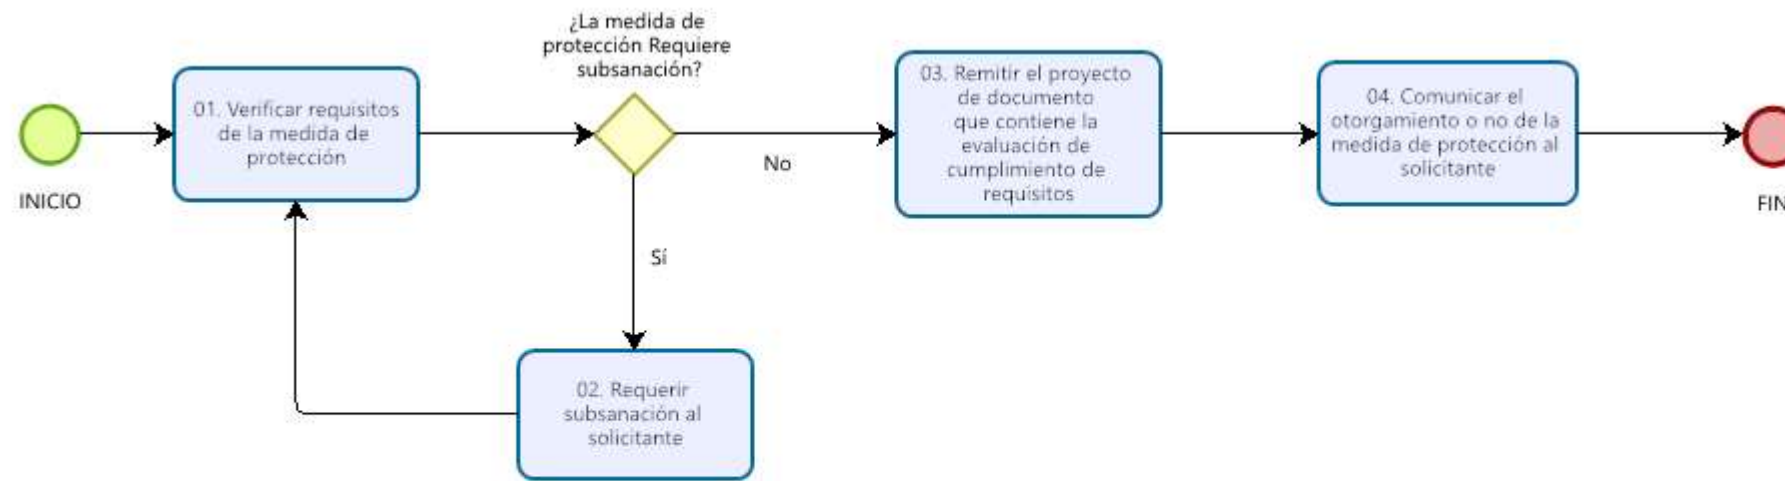 ¿La medida de
protección Requiere
subsanación?
INICIO
01. Verificar requisitos
de la medida de
protección
No
Sí
02. Requerir
subsanación al
solicitante
03. Remitir el proyecto
de documento
que contiene la
evaluación de
cumplimiento de
requisitos
04. Comunicar el
otorgamiento o no de la
medida de protección al
solicitante
FIN